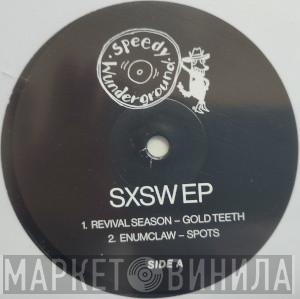 Speedy
Wunderground
SXSW EP
1. REVIVAL SEASON – GOLD TEETH
2. ENUMCLAW – SPOTS
SIDE A
МАРКЕТ ВИНИЛА